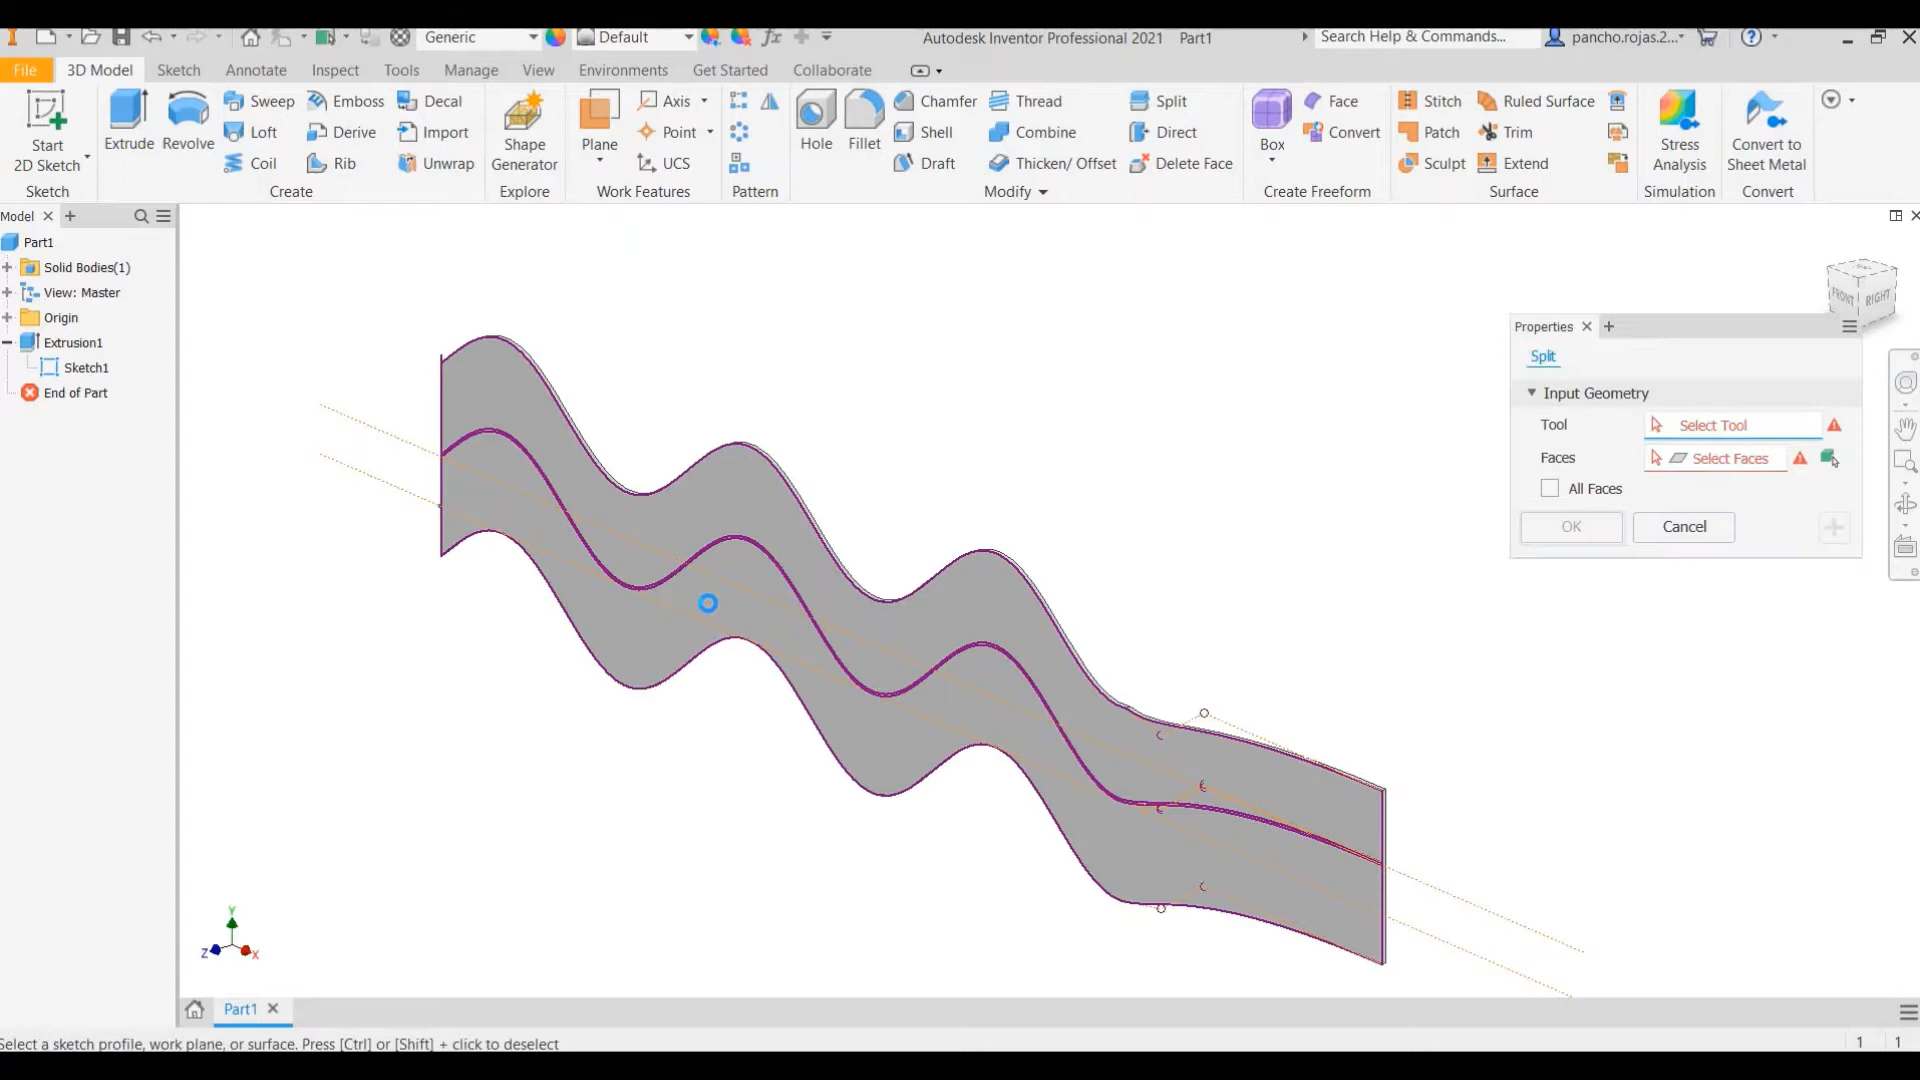 Generic
Default
fx
Autodesk Inventor Professional 2021 Part1
Search Help & Commands...
pancho.rojas.2...
File
3D Model
Sketch
Annotate
Inspect
Tools
Manage
View
Environments
Get Started
Collaborate
Start
2D Sketch
Sketch
Extrude
Revolve
Sweep
Emboss
Decal
Loft
Derive
Import
Coil
Rib
Unwrap
Create
Shape
Generator
Explore
Plane
Axis
Point
UCS
Work Features
Pattern
Hole
Fillet
Chamfer
Thread
Split
Shell
Combine
Direct
Draft
Thicken/ Offset
Delete Face
Modify
Box
Face
Convert
Create Freeform
Stitch
Ruled Surface
Patch
Trim
Sculpt
Extend
Surface
Stress
Analysis
Simulation
Convert to
Sheet Metal
Convert
Model
Part1
Solid Bodies(1)
View: Master
Origin
Extrusion1
Sketch1
End of Part
FRONT
RIGHT
Properties
Split
Input Geometry
Tool
Select Tool
Faces
Select Faces
All Faces
OK
Cancel
Y
Z
X
Part1
Select a sketch profile, work plane, or surface. Press [Ctrl] or [Shift] + click to deselect
1 1